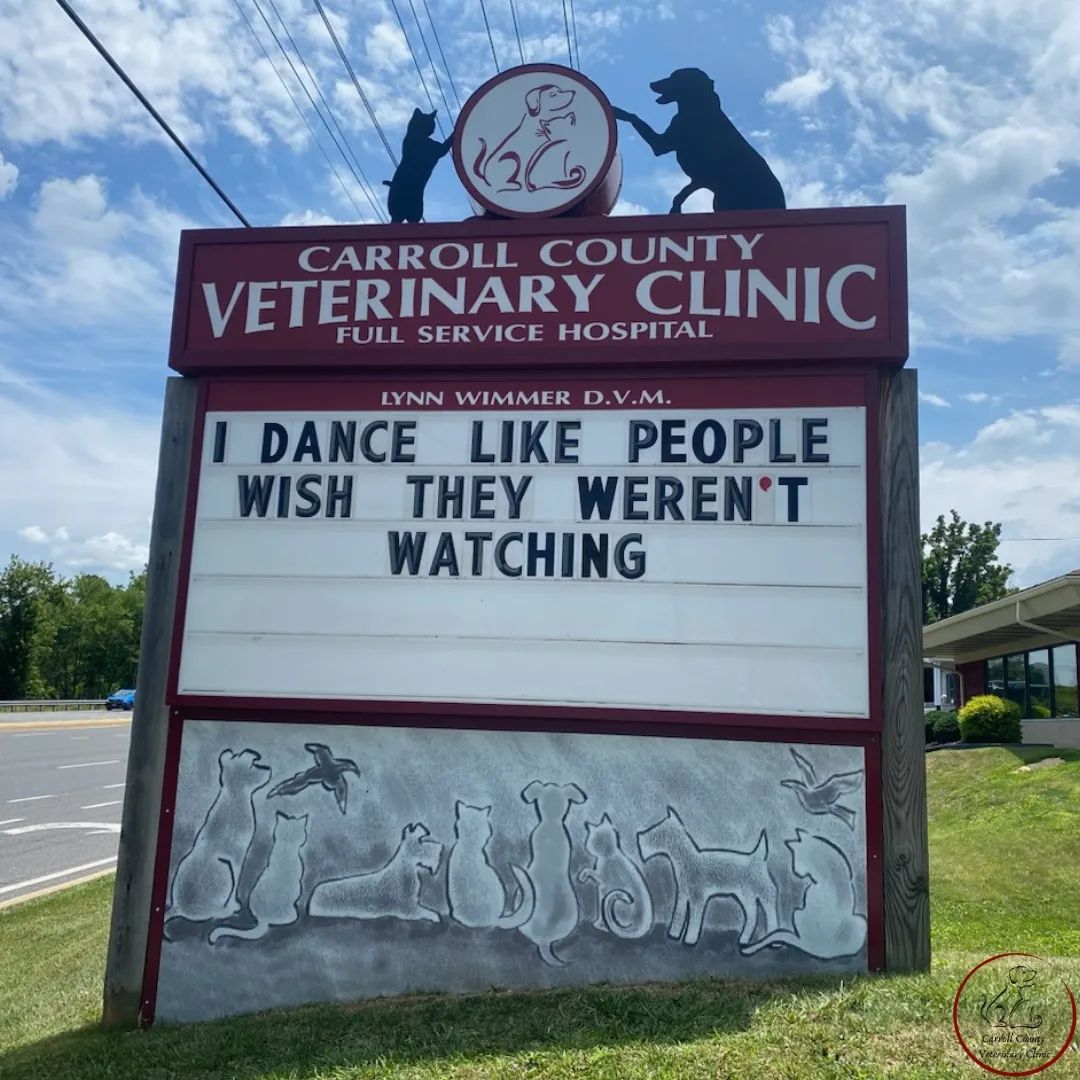 CARROLL COUNTY
VETERINARY CLINIC
FULL SERVICE HOSPITAL
LYNN WIMMER D.V.M.
I DANCE LIKE PEOPLE
WISH THEY WEREN'T
WATCHING
Carroll County
Veterinary Clinic